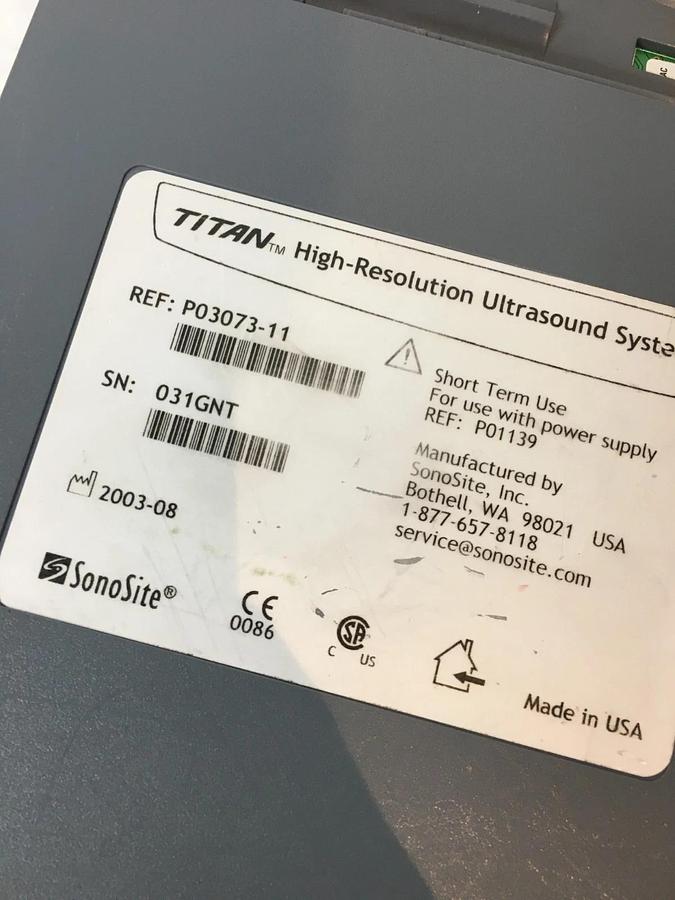 TITAN™ High-Resolution Ultrasound Syste
REF: P03073-11
SN: 031GNT
2003-08
Short Term Use
For use with power supply
REF: P01139
Manufactured by
SonoSite, Inc.
Bothell, WA 98021 USA
1-877-657-8118
service@sonosite.com
SonoSite®
CE
0086
SA
C US
Made in USA
AC